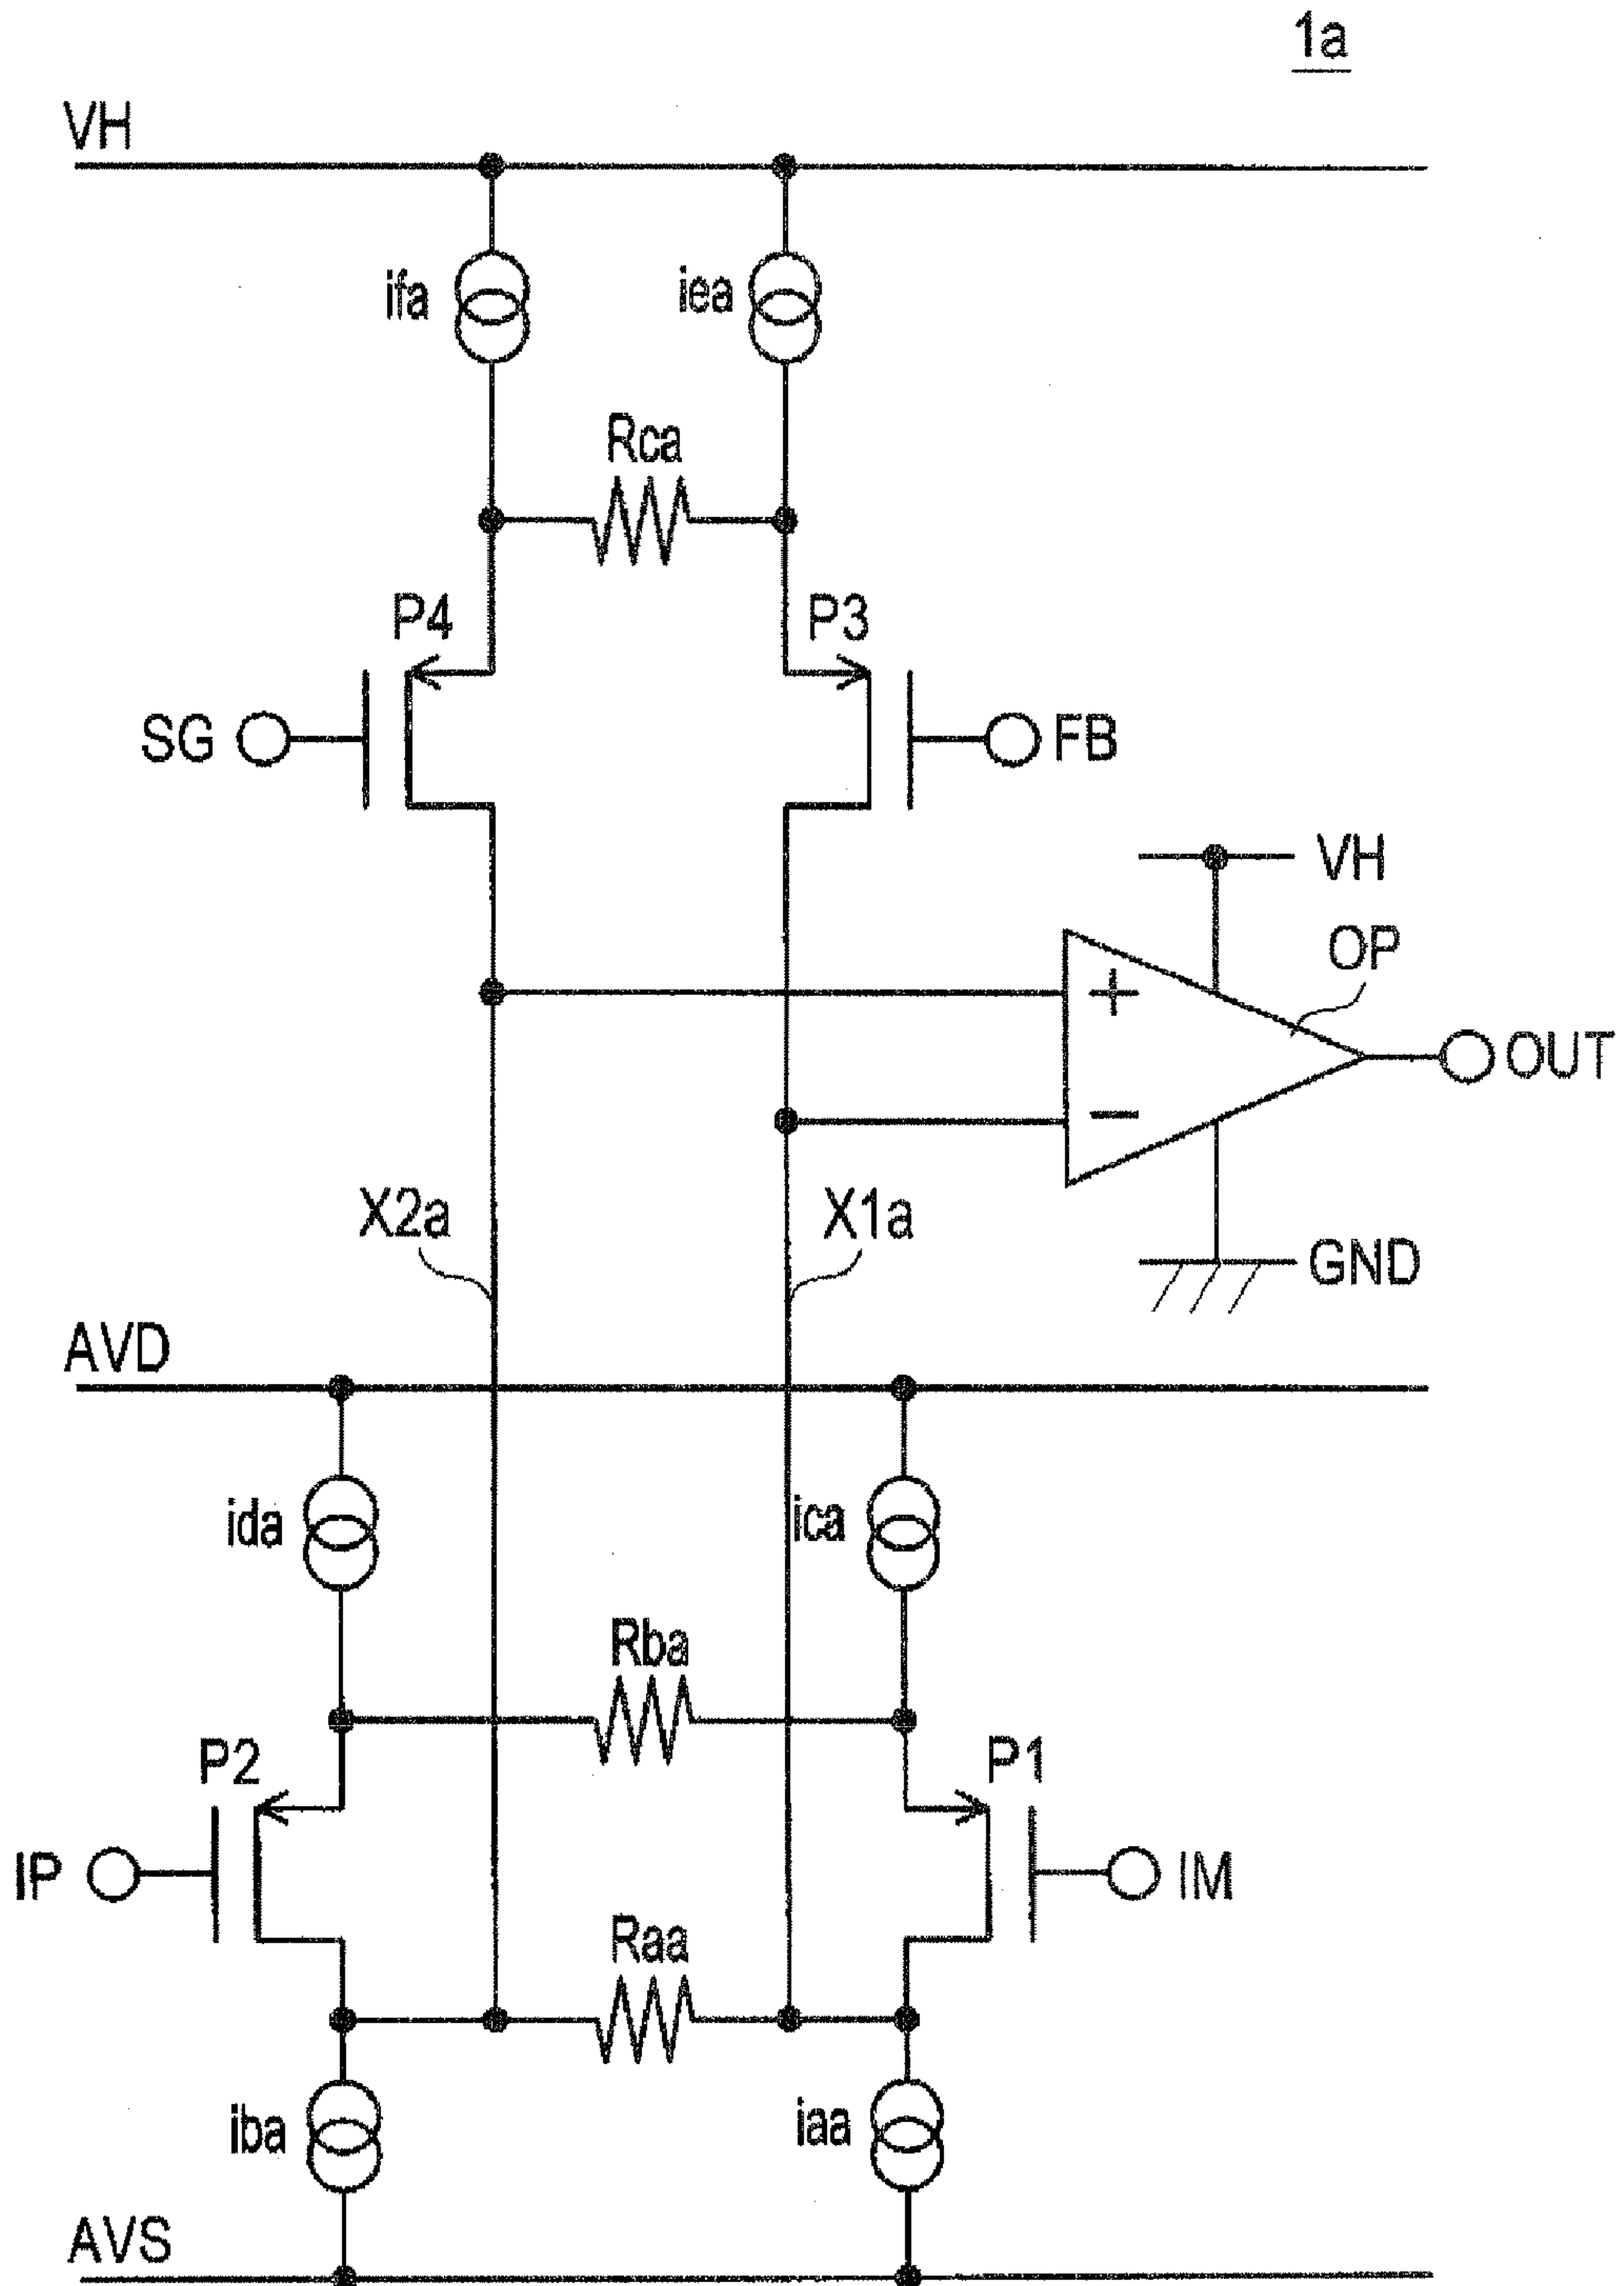 1a
VH
ifa
iea
Rca
P4
P3
SG
FB
VH
OP
+
OUT
−
X2a
X1a
GND
AVD
ida
ica
Rba
P2
P1
IP
IM
Raa
iba
iaa
AVS